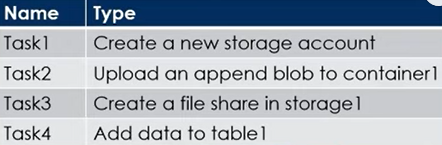 Name Type
Task1 Create a new storage account
Task2 Upload an append blob to container1
Task3 Create a file share in storage1
Task4 Add data to table1